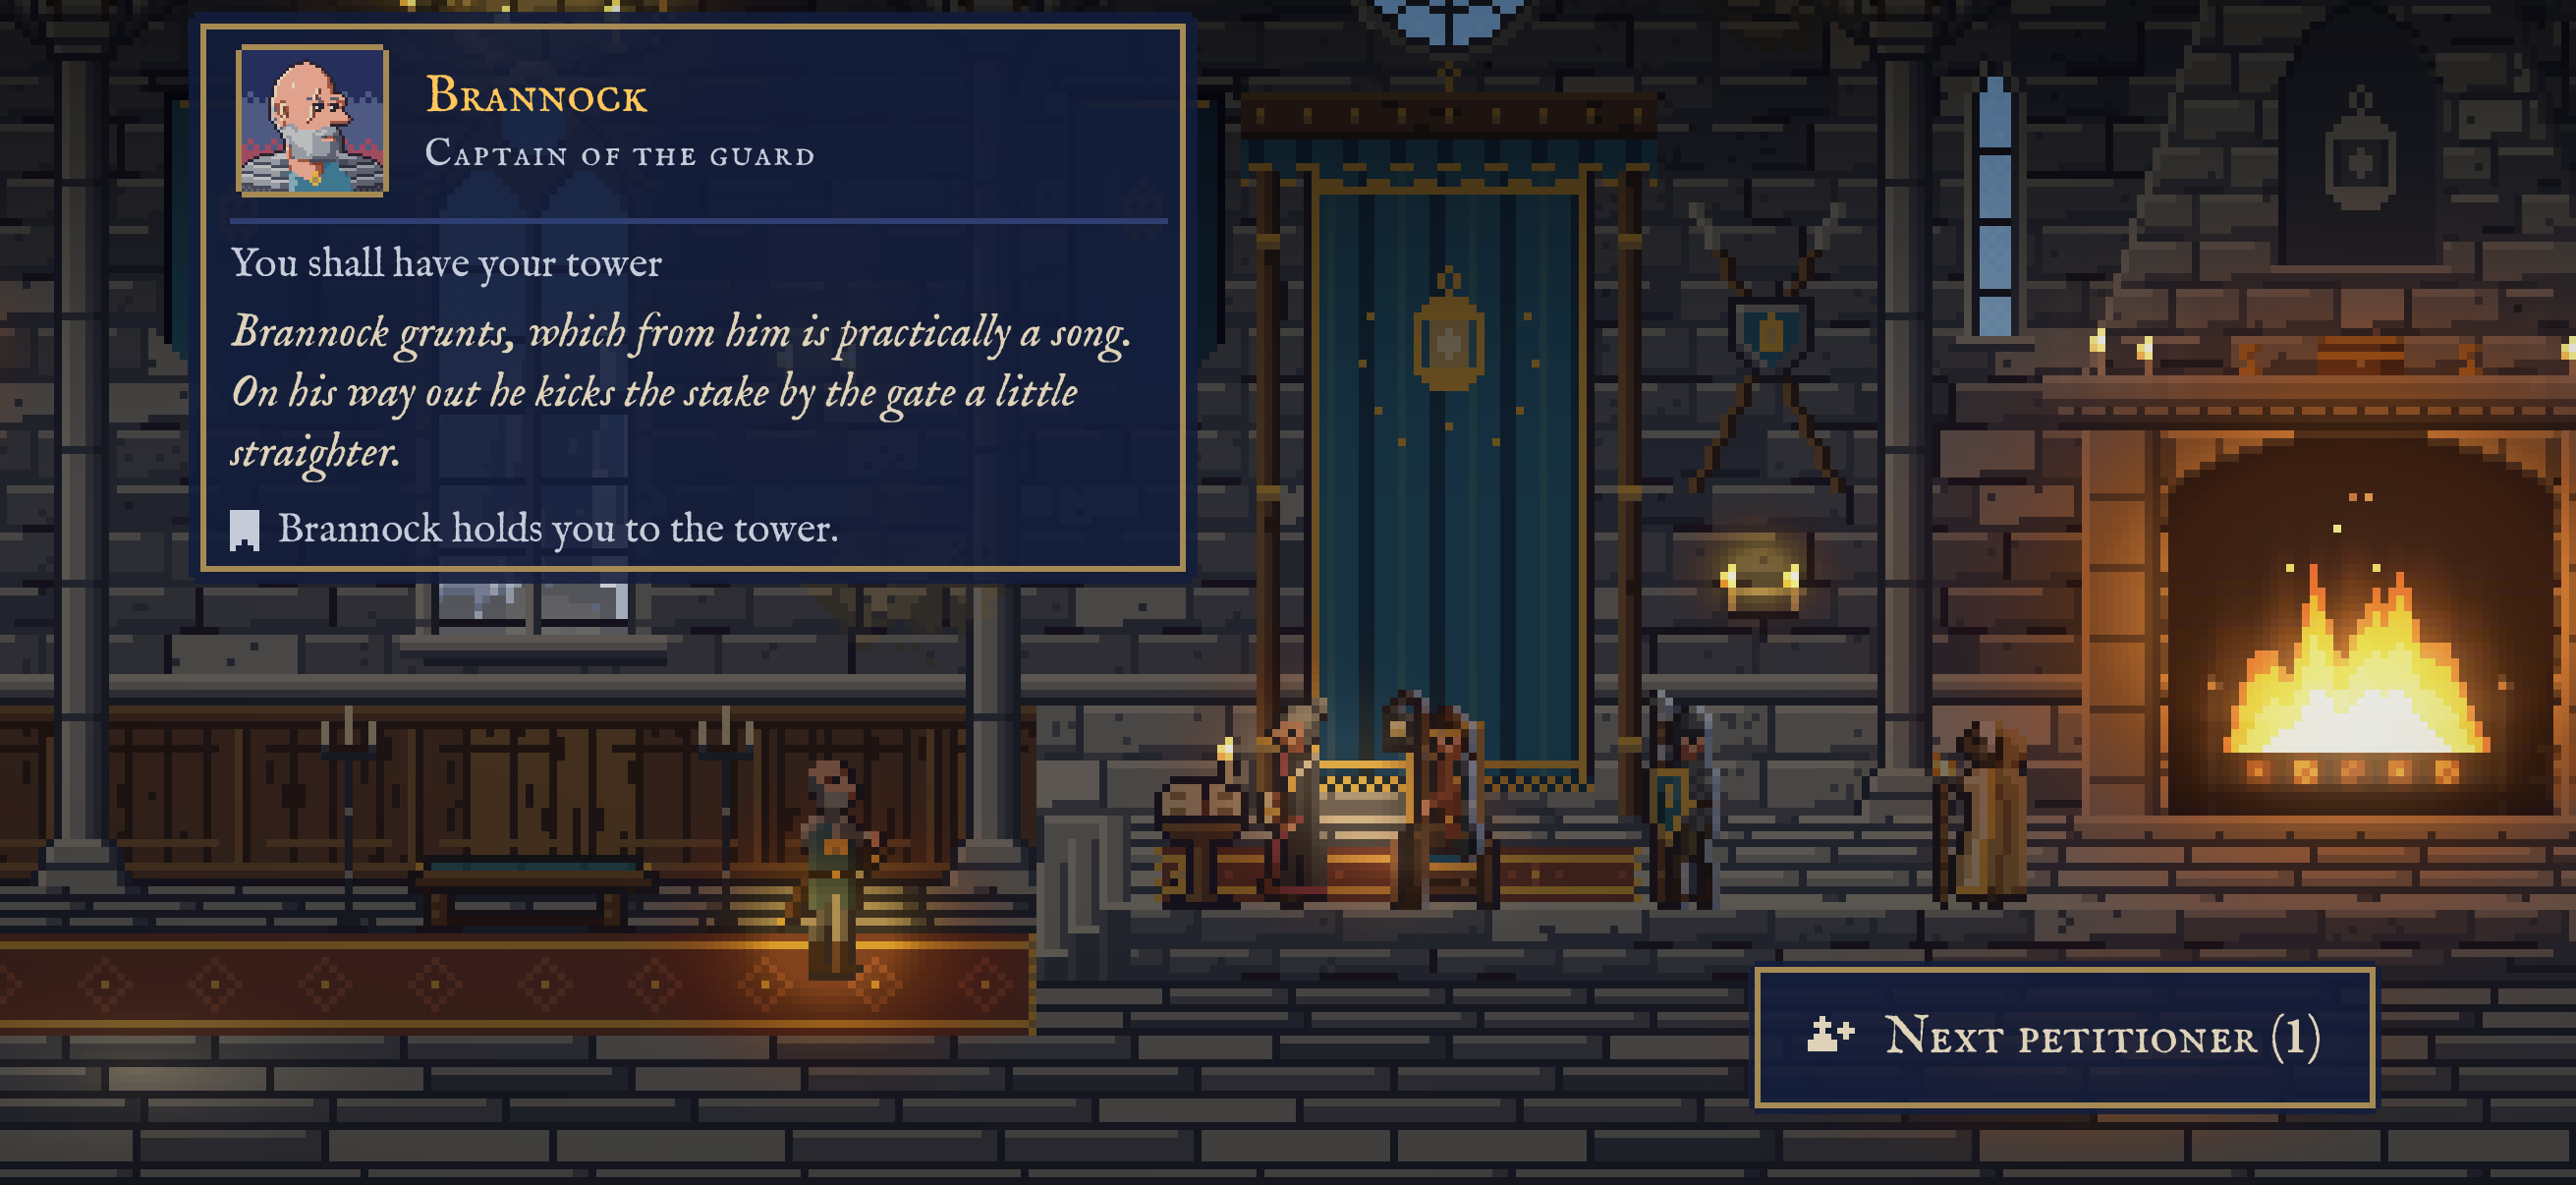 Brannock
Captain of the guard
You shall have your tower
Brannock grunts, which from him is practically a song.
On his way out he kicks the stake by the gate a little
straighter.
Brannock holds you to the tower.
Next petitioner (1)